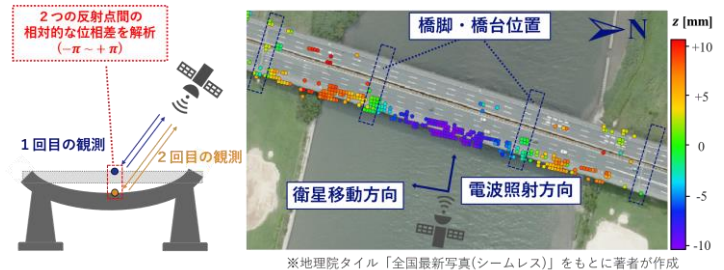 ２つの反射点間の
相対的な位相差を解析
(−π ~ + π)
1回目の観測
２回目の観測
橋脚・橋台位置
N
衛星移動方向
電波照射方向
z [mm]
+10
+5
0
-5
-10
※地理院タイル「全国最新写真(シームレス)」をもとに著者が作成